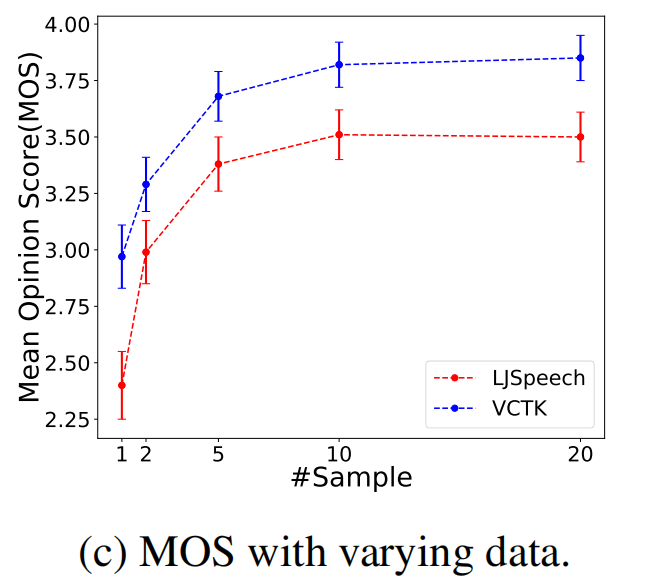 4.00
3.75
3.50
3.25
3.00
2.75
2.50
2.25
Mean Opinion Score(MOS)
LJSpeech
VCTK
1 2 5 10 20
#Sample
(c) MOS with varying data.